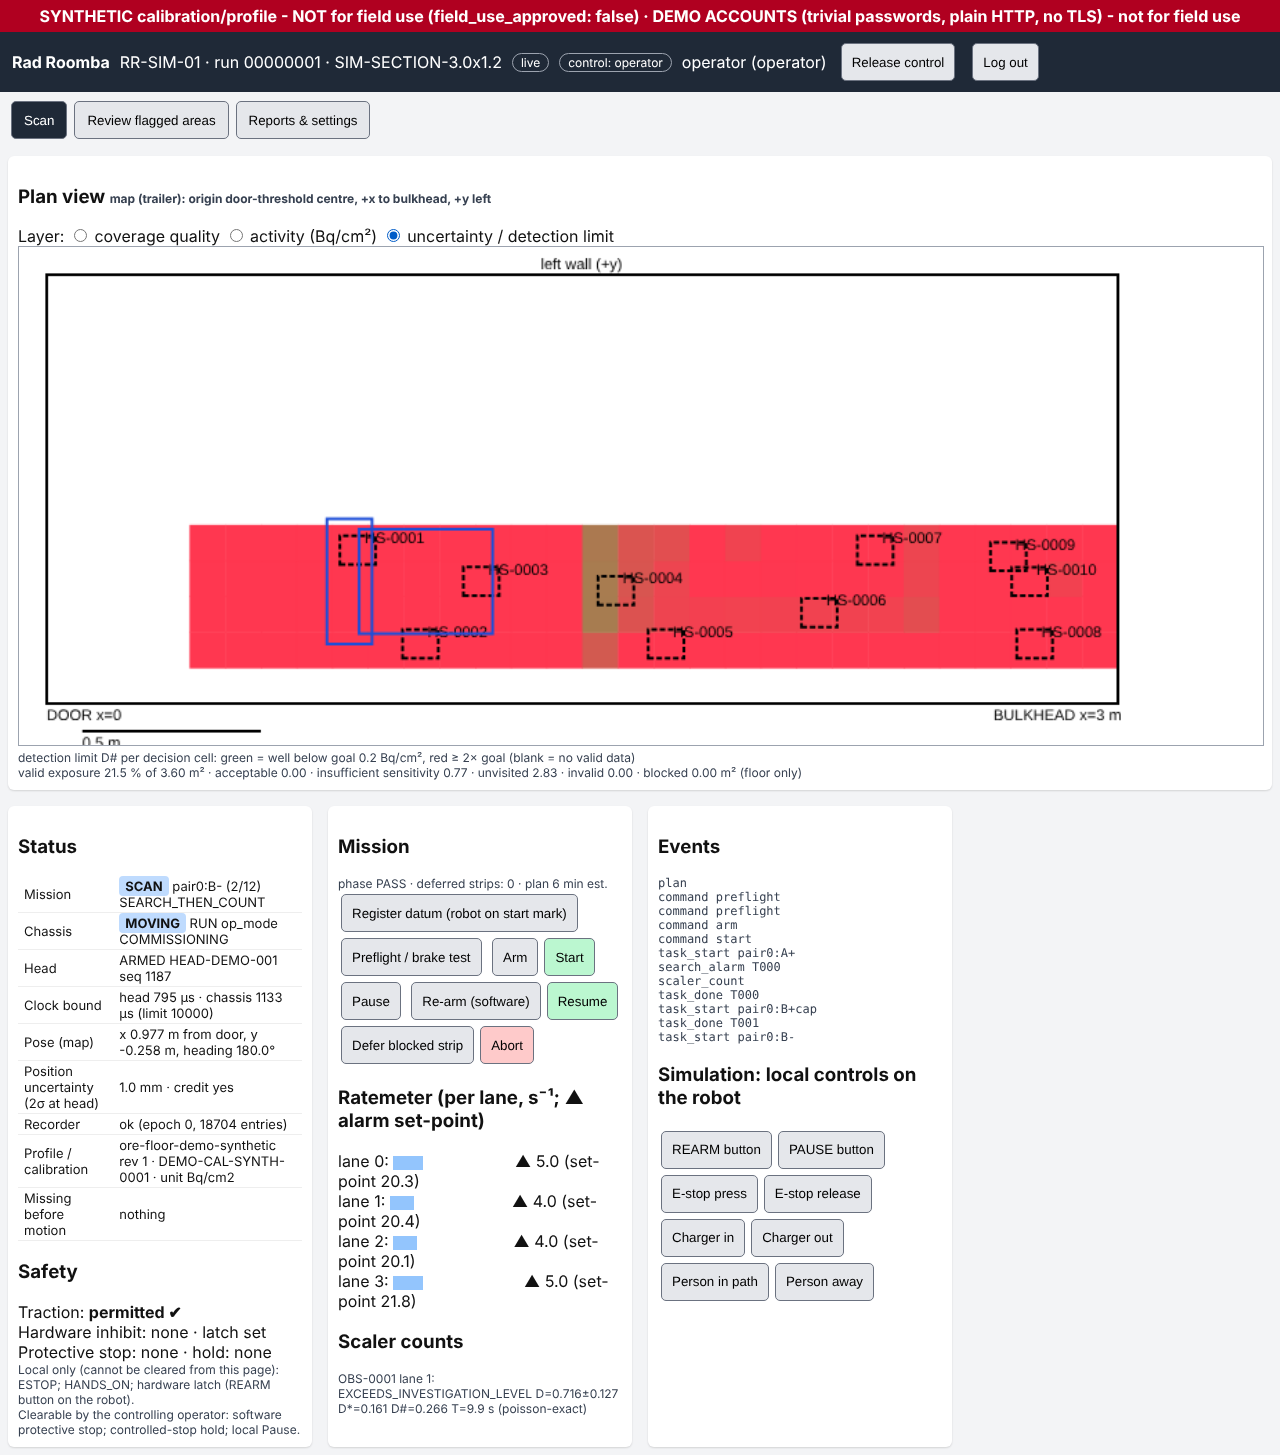 SYNTHETIC calibration/profile - NOT for field use (field_use_approved: false) · DEMO ACCOUNTS (trivial passwords, plain HTTP, no TLS) - not for field use
Rad Roomba RR-SIM-01 · run 00000001 · SIM-SECTION-3.0x1.2 live control: operator operator (operator) Release control Log out
Scan Review flagged areas Reports & settings
Plan view map (trailer): origin door-threshold centre, +x to bulkhead, +y left
Layer: coverage quality activity (Bq/cm²) uncertainty / detection limit
left wall (+y)
HS-0001
HS-0007
HS-0009
HS-0003
HS-0010
HS-0004
HS-0006
HS-0002
HS-0005
HS-0008
DOOR x=0
BULKHEAD x=3 m
0.5 m
detection limit D# per decision cell: green = well below goal 0.2 Bq/cm², red ≥ 2× goal (blank = no valid data)
valid exposure 21.5 % of 3.60 m² · acceptable 0.00 · insufficient sensitivity 0.77 · unvisited 2.83 · invalid 0.00 · blocked 0.00 m² (floor only)
Status
Mission SCAN pair0:B- (2/12)
SEARCH_THEN_COUNT
Chassis MOVING RUN op_mode
COMMISSIONING
Head ARMED HEAD-DEMO-001
seq 1187
Clock bound head 795 µs · chassis 1133
µs (limit 10000)
Pose (map) x 0.977 m from door, y
-0.258 m, heading 180.0°
Position
uncertainty
(2σ at head) 1.0 mm · credit yes
Recorder ok (epoch 0, 18704 entries)
Profile /
calibration ore-floor-demo-synthetic
rev 1 · DEMO-CAL-SYNTH-
0001 · unit Bq/cm2
Missing
before
motion nothing
Safety
Traction: permitted ✔
Hardware inhibit: none · latch set
Protective stop: none · hold: none
Local only (cannot be cleared from this page):
ESTOP; HANDS_ON; hardware latch (REARM
button on the robot).
Clearable by the controlling operator: software
protective stop; controlled-stop hold; local Pause.
Mission
phase PASS · deferred strips: 0 · plan 6 min est.
Register datum (robot on start mark)
Preflight / brake test Arm Start
Pause Re-arm (software) Resume
Defer blocked strip Abort
Ratemeter (per lane, s⁻¹; ▲
alarm set-point)
lane 0: ▲ 5.0 (set-
point 20.3)
lane 1: ▲ 4.0 (set-
point 20.4)
lane 2: ▲ 4.0 (set-
point 20.1)
lane 3: ▲ 5.0 (set-
point 21.8)
Scaler counts
OBS-0001 lane 1:
EXCEEDS_INVESTIGATION_LEVEL D=0.716±0.127
D*=0.161 D#=0.266 T=9.9 s (poisson-exact)
Events
plan
command preflight
command preflight
command arm
command start
task_start pair0:A+
search_alarm T000
scaler_count
task_done T000
task_start pair0:B+cap
task_done T001
task_start pair0:B-
Simulation: local controls on
the robot
REARM button PAUSE button
E-stop press E-stop release
Charger in Charger out
Person in path Person away